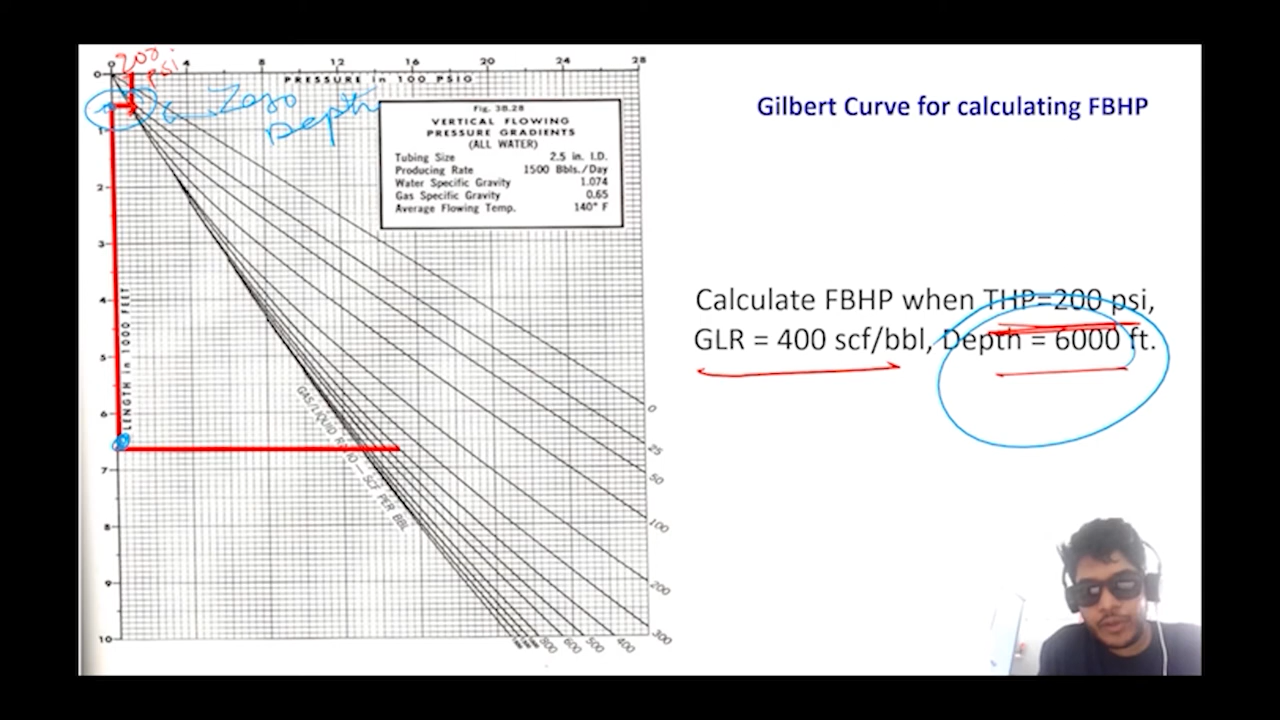 200
psi
0 4 8 12 16 20 24 28
PRESSURE in 100 PSIG
0
Zero
Depth
Gilbert Curve for calculating FBHP
Fig. 3B.28
VERTICAL FLOWING
PRESSURE GRADIENTS
(ALL WATER)
Tubing Size 2.5 in. I.D.
Producing Rate 1500 Bbls./Day
Water Specific Gravity 1.074
Gas Specific Gravity 0.65
Average Flowing Temp. 140° F
1
2
3
4
5
6
7
8
9
10
LENGTH in 1000 FEET
Calculate FBHP when THP=200 psi,
GLR = 400 scf/bbl, Depth = 6000 ft.
GAS/LIQUID RATIO — SCF PER BBL
0
25
50
100
200
300
400
500
600
800